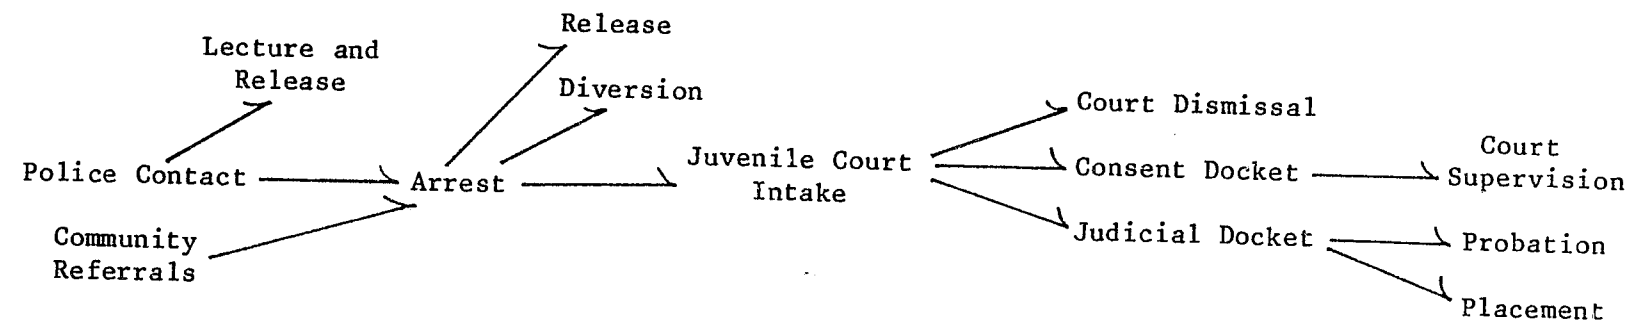 Lecture and
Release
Release
Diversion
Police Contact
Arrest
Community
Referrals
Juvenile Court
Intake
Court Dismissal
Consent Docket
Court
Supervision
Judicial Docket
Probation
Placement